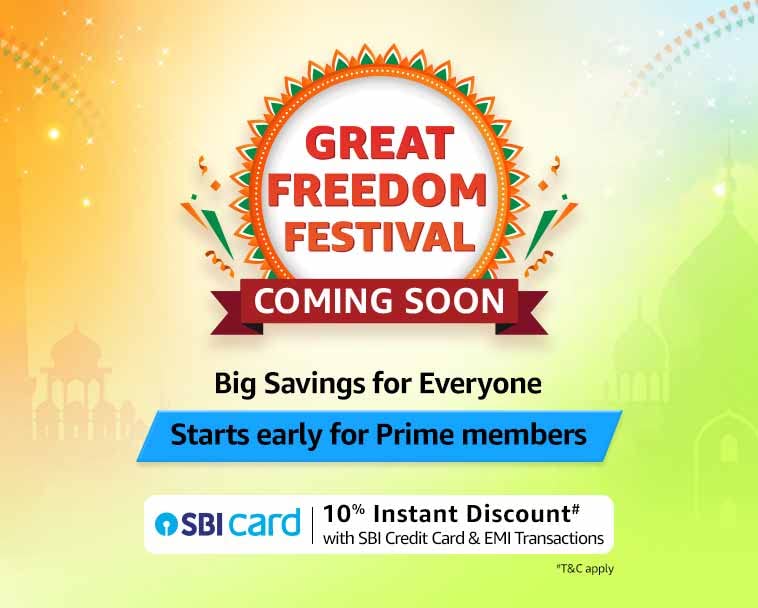 GREAT
FREEDOM
FESTIVAL
COMING SOON
Big Savings for Everyone
Starts early for Prime members
SBI card
10% Instant Discount#
with SBI Credit Card & EMI Transactions
#T&C apply